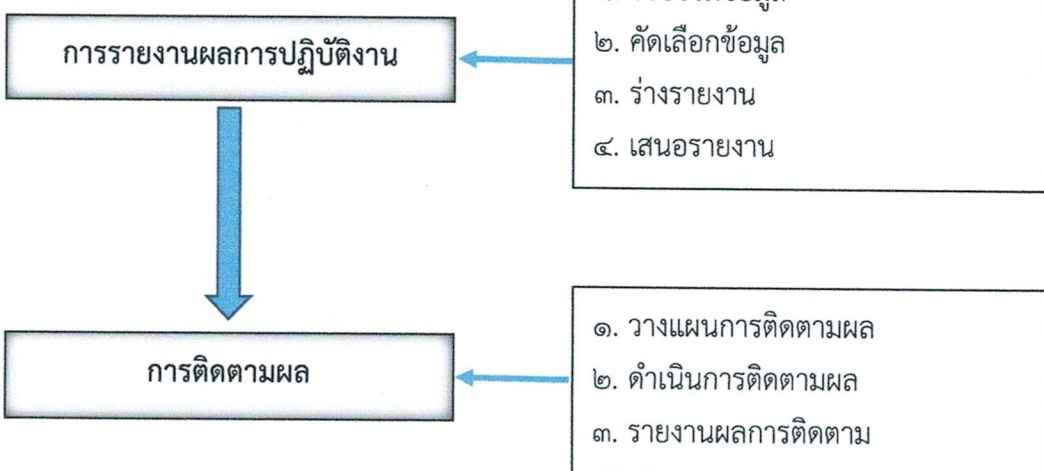 การรายงานผลการปฏิบัติงาน
๒. คัดเลือกข้อมูล
๓. ร่างรายงาน
๔. เสนอรายงาน
การติดตามผล
๑. วางแผนการติดตามผล
๒. ดำเนินการติดตามผล
๓. รายงานผลการติดตาม